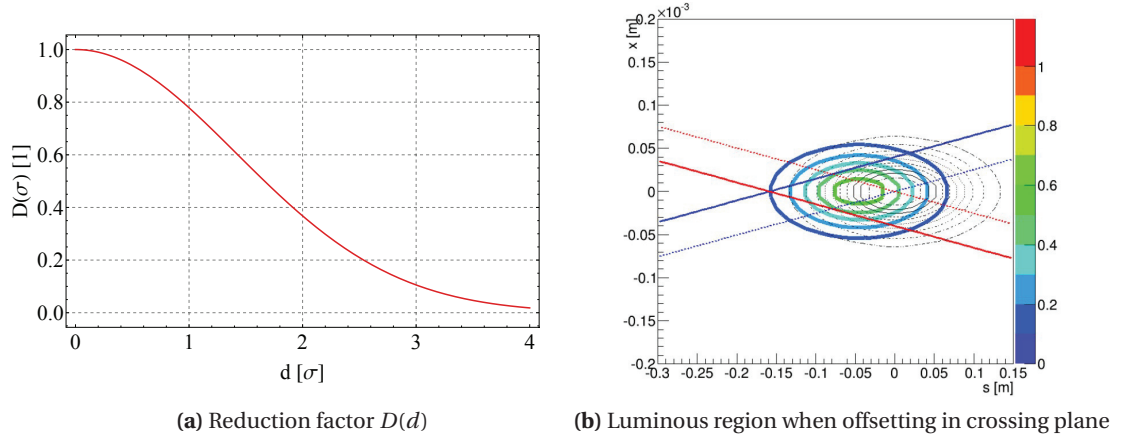 1.0
0.8
0.6
0.4
0.2
0.0
D(σ) [1]
0 1 2 3 4
d [σ]
(a) Reduction factor D(d)
×10⁻³
x [m]
0.2
0.15
0.1
0.05
0
-0.05
-0.1
-0.15
-0.2
-0.3 -0.25 -0.2 -0.15 -0.1 -0.05 0 0.05 0.1 0.15
s [m]
1
0.8
0.6
0.4
0.2
0
(b) Luminous region when offsetting in crossing plane